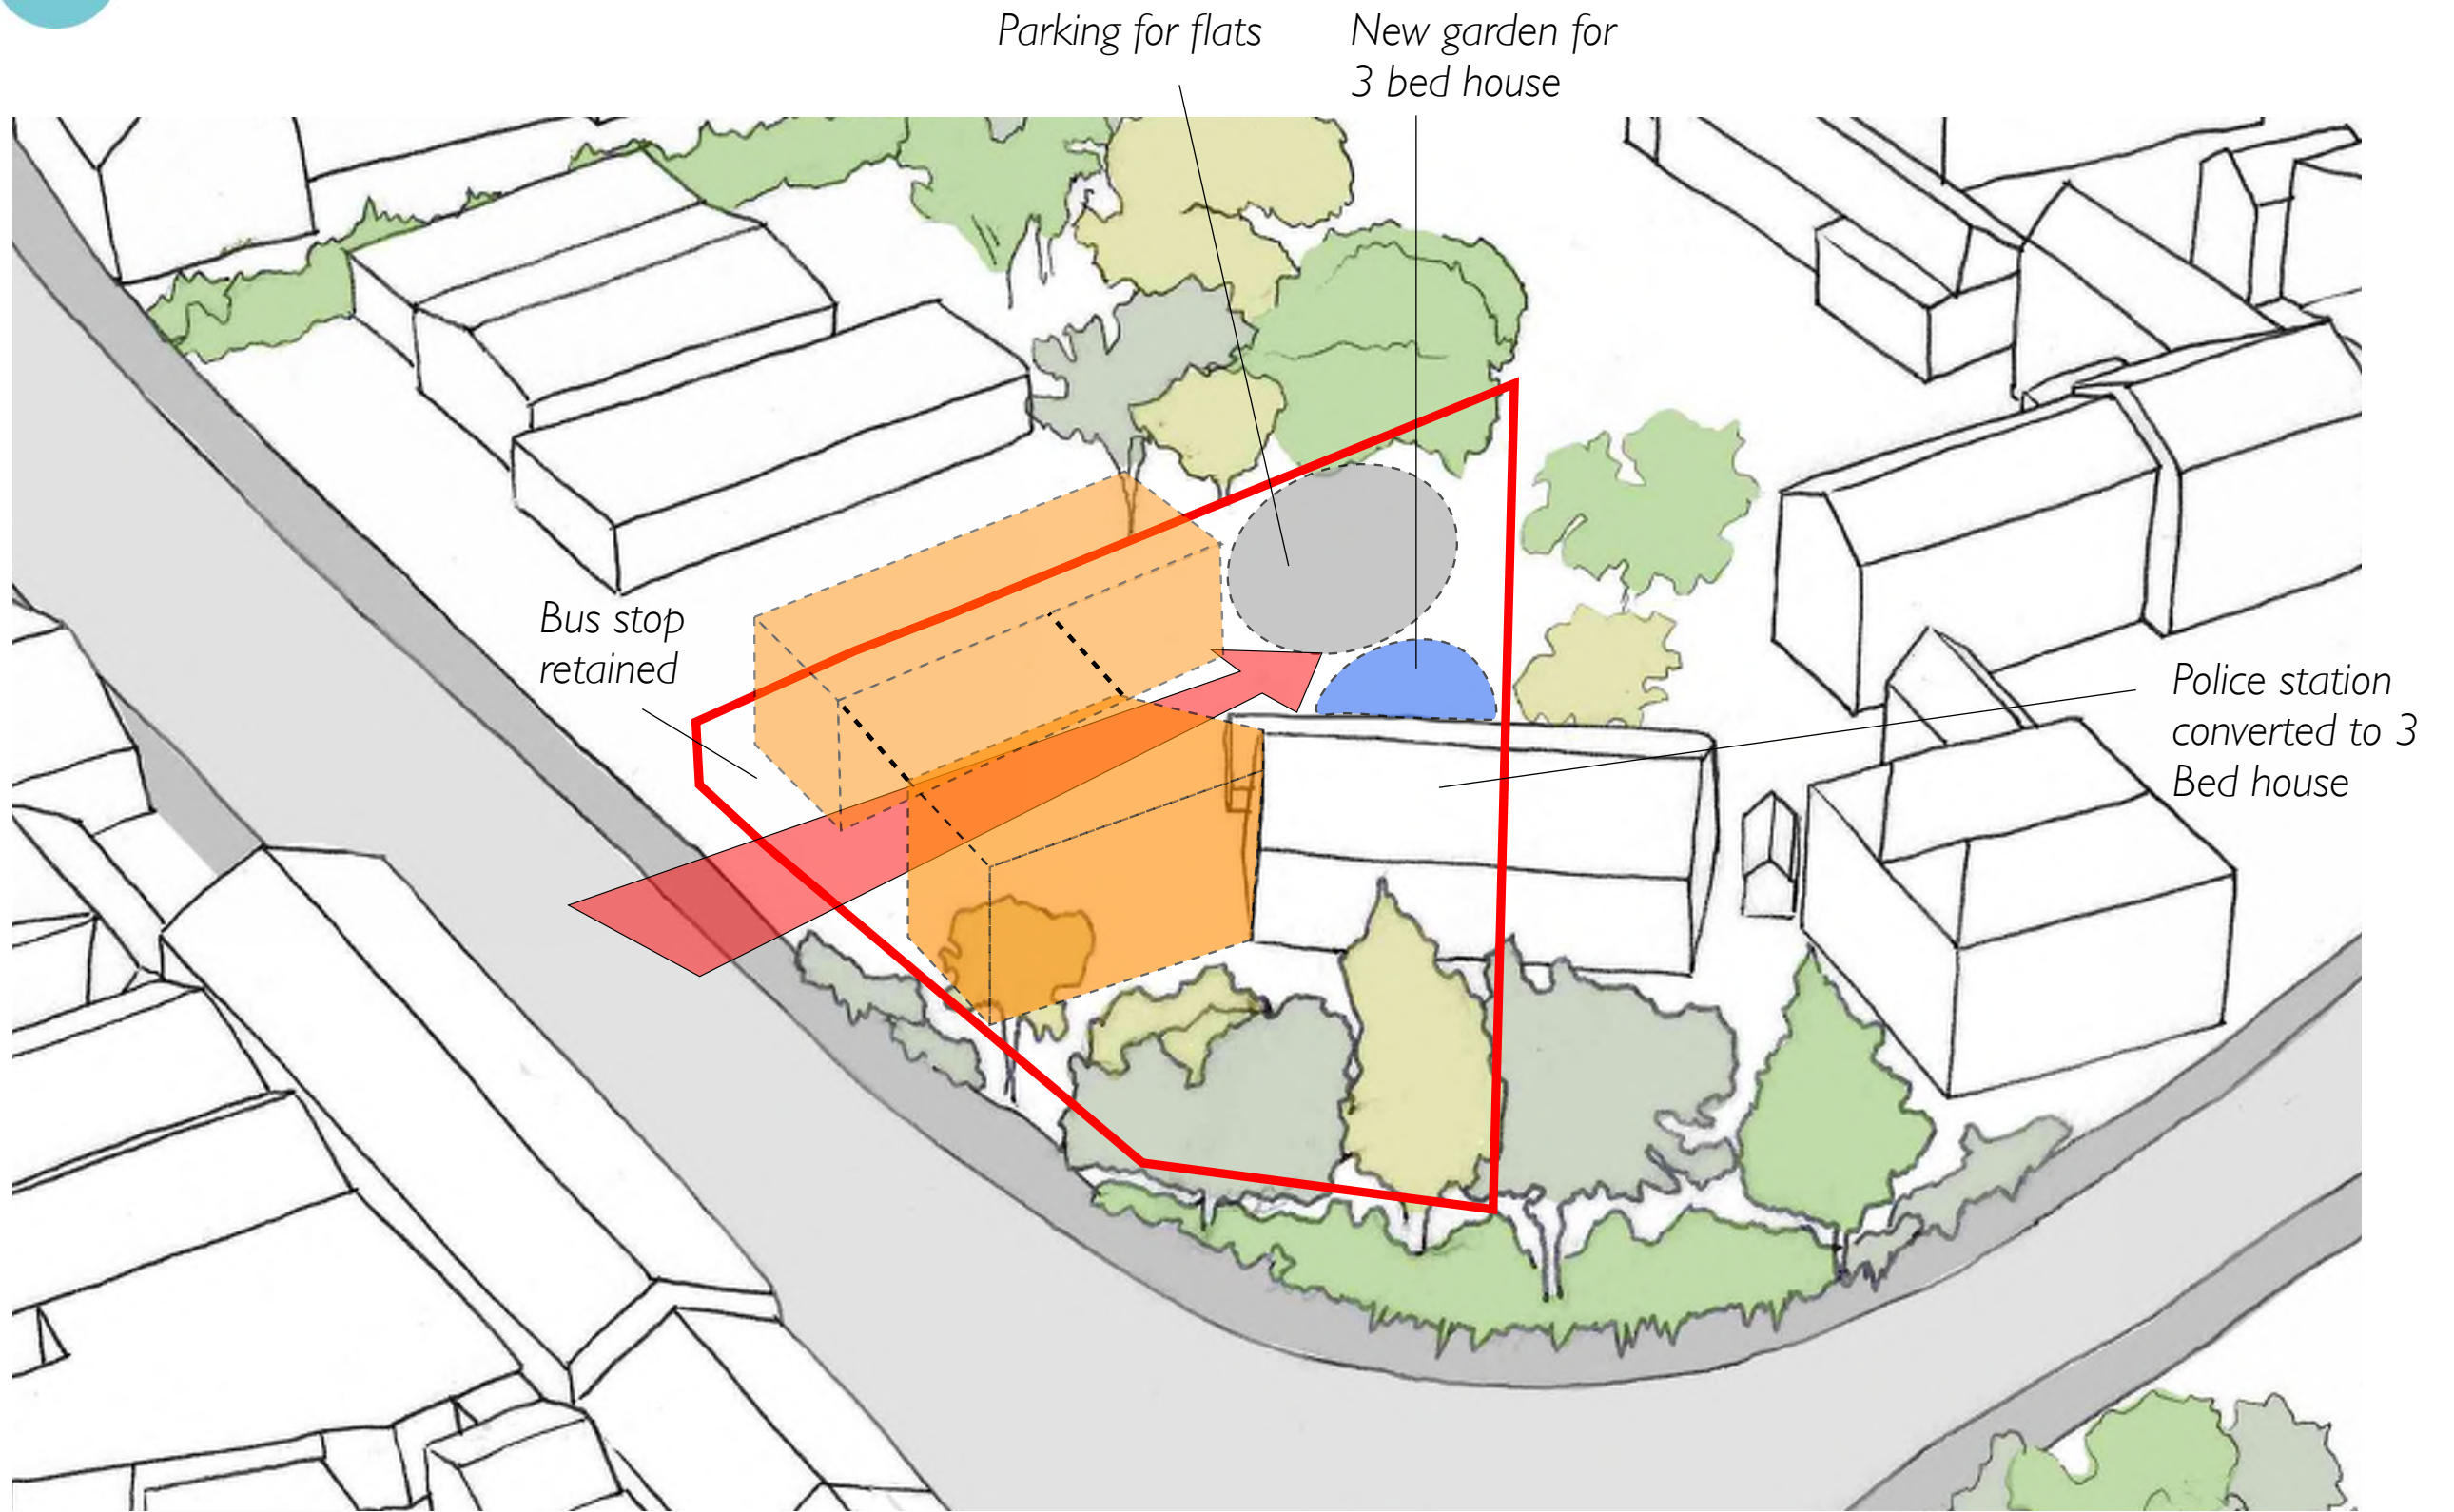 Parking for flats
New garden for
3 bed house
Bus stop
retained
Police station
converted to 3
Bed house